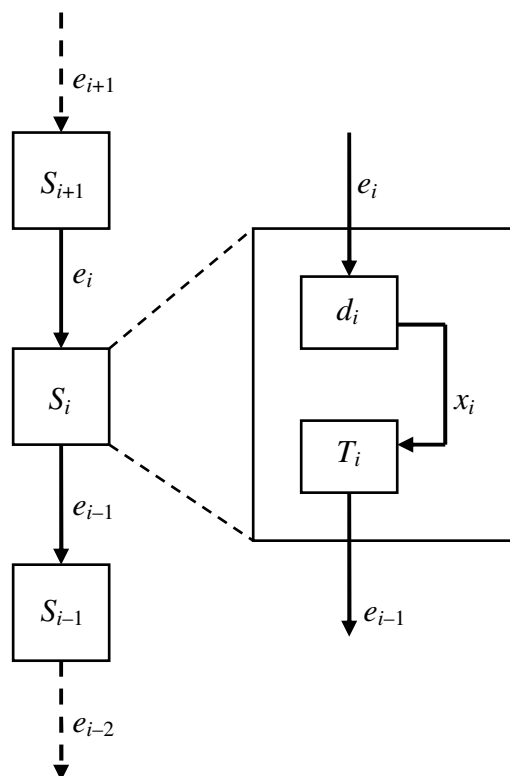 e_{i+1}
S_{i+1}
e_i
S_i
e_{i–1}
S_{i–1}
e_{i–2}
e_i
d_i
x_i
T_i
e_{i–1}